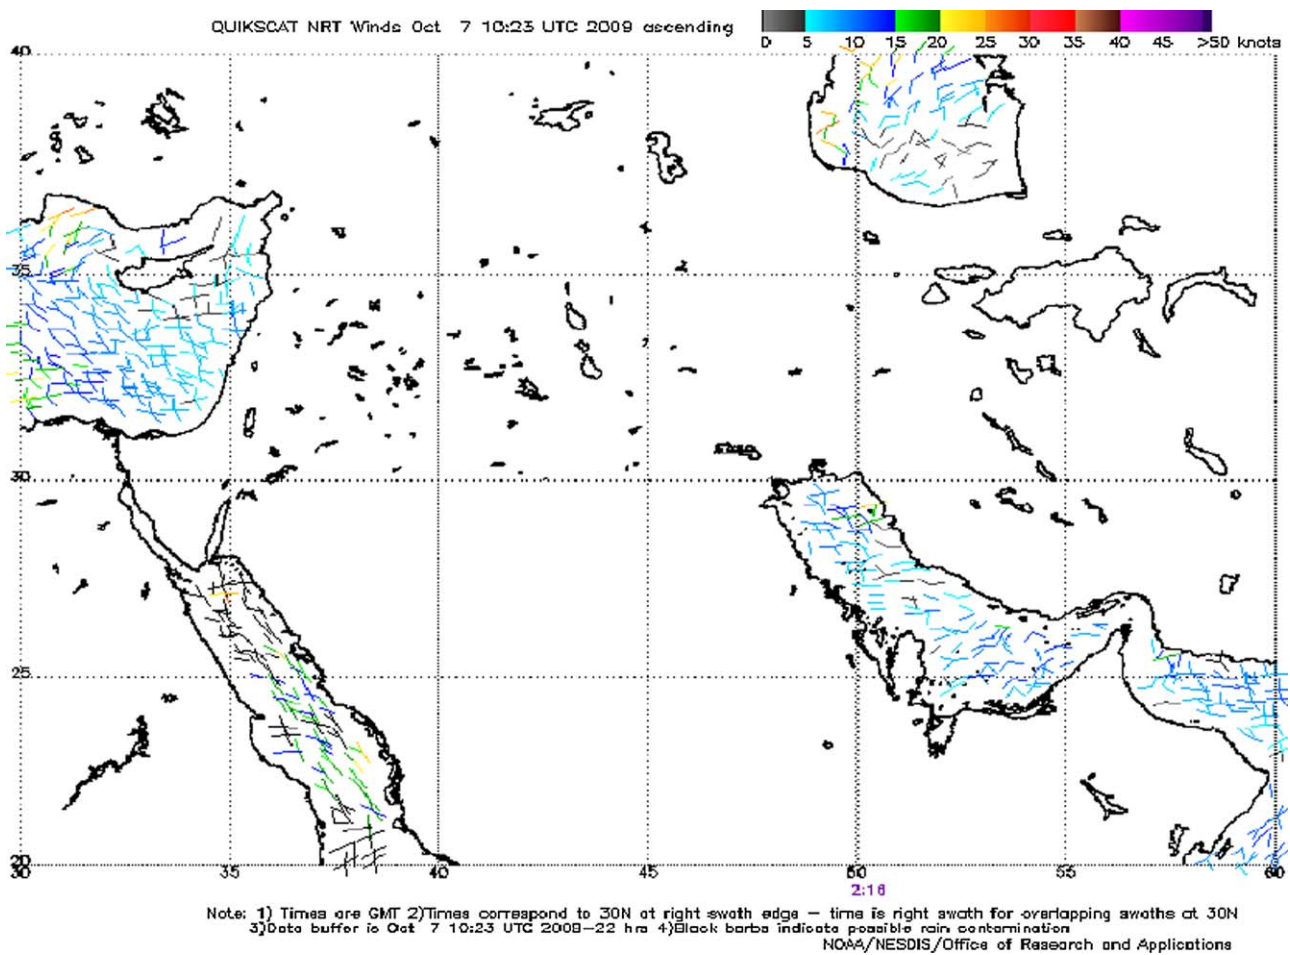 QUIKSCAT NRT Winds Oct 7 10:23 UTC 2009 ascending
0 5 10 15 20 25 30 35 40 45 >50 knots
40
35
30
25
20
30 35 40 45 50 55 60
2:16
Note: 1) Times are GMT 2)Times correspond to 30N at right swath edge – time is right swath for overlapping swaths at 30N
3)Data buffer is Oct 7 10:23 UTC 2009–22 hrs 4)Black barbs indicate possible rain contamination
NOAA/NESDIS/Office of Research and Applications